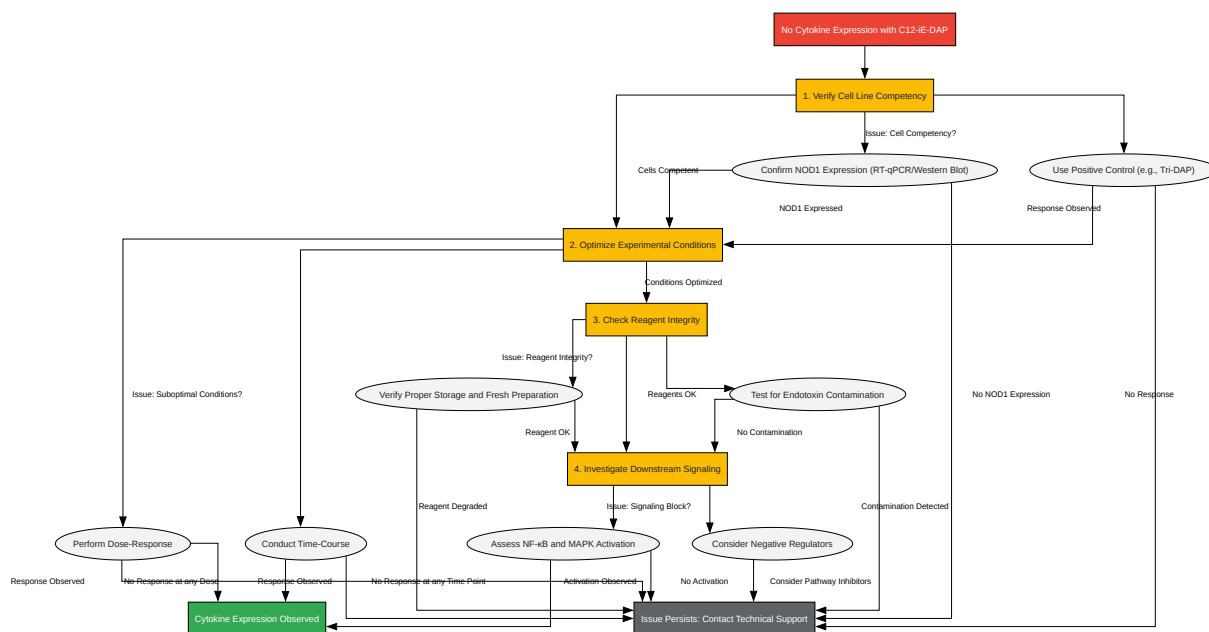 No Cytokine Expression with C12-iE-DAP
1. Verify Cell Line Competency
Issue: Cell Competency?
Cells Competent
Confirm NOD1 Expression (RT-qPCR/Western Blot)
Use Positive Control (e.g., Tri-DAP)
NOD1 Expressed
Response Observed
2. Optimize Experimental Conditions
Conditions Optimized
3. Check Reagent Integrity
Issue: Reagent Integrity?
Issue: Suboptimal Conditions?
Verify Proper Storage and Fresh Preparation
Reagents OK
Test for Endotoxin Contamination
No NOD1 Expression
No Response
Reagent OK
No Contamination
4. Investigate Downstream Signaling
Reagent Degraded
Issue: Signaling Block?
Contamination Detected
Perform Dose-Response
Conduct Time-Course
Assess NF-κB and MAPK Activation
Consider Negative Regulators
Response Observed
No Response at any Dose
Response Observed
No Response at any Time Point
Activation Observed
No Activation
Consider Pathway Inhibitors
Cytokine Expression Observed
Issue Persists: Contact Technical Support